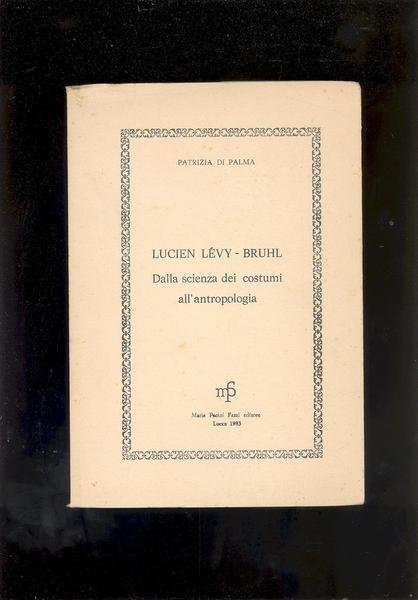 PATRIZIA DI PALMA
LUCIEN LÉVY - BRUHL
Dalla scienza dei costumi
all'antropologia
mpf
Maria Pacini Fazzi editore
Lucca 1983